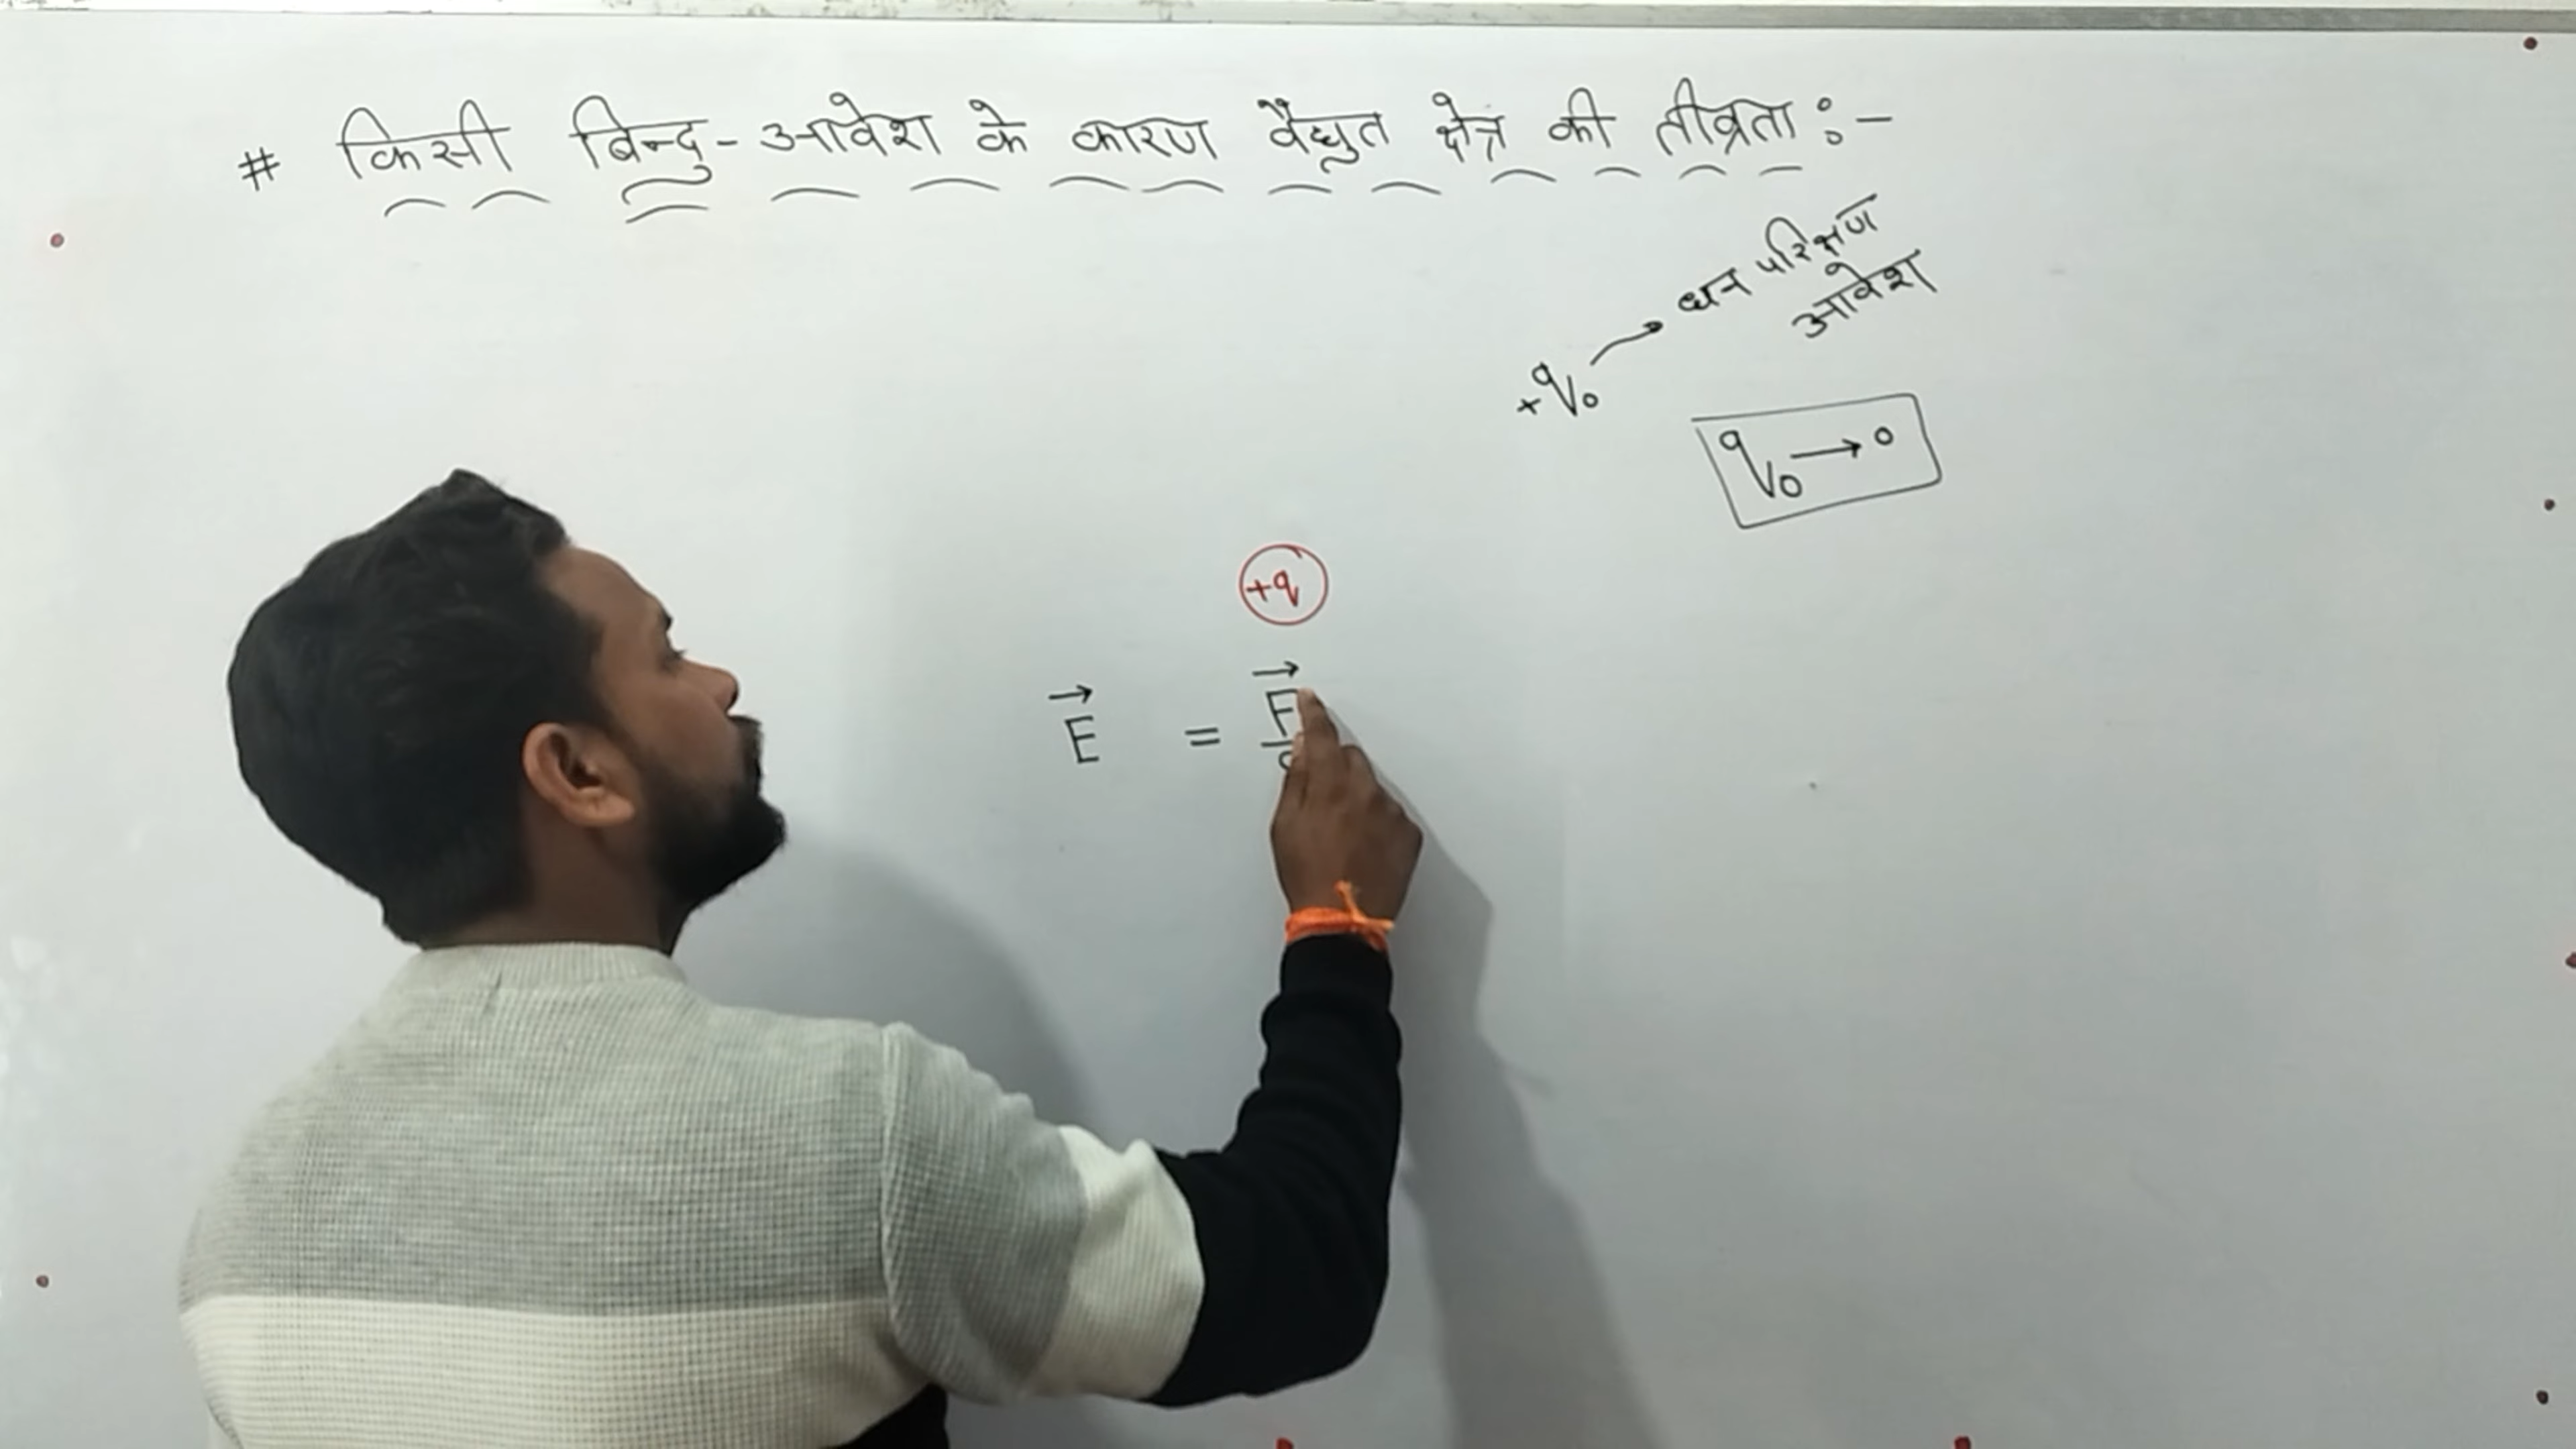 # किसी बिन्दु - आवेश के कारण वैद्युत क्षेत्र की तीव्रता :-
धन परिक्षण
आवेश
+q₀
q₀ → 0
+q
E⃗ = F⃗